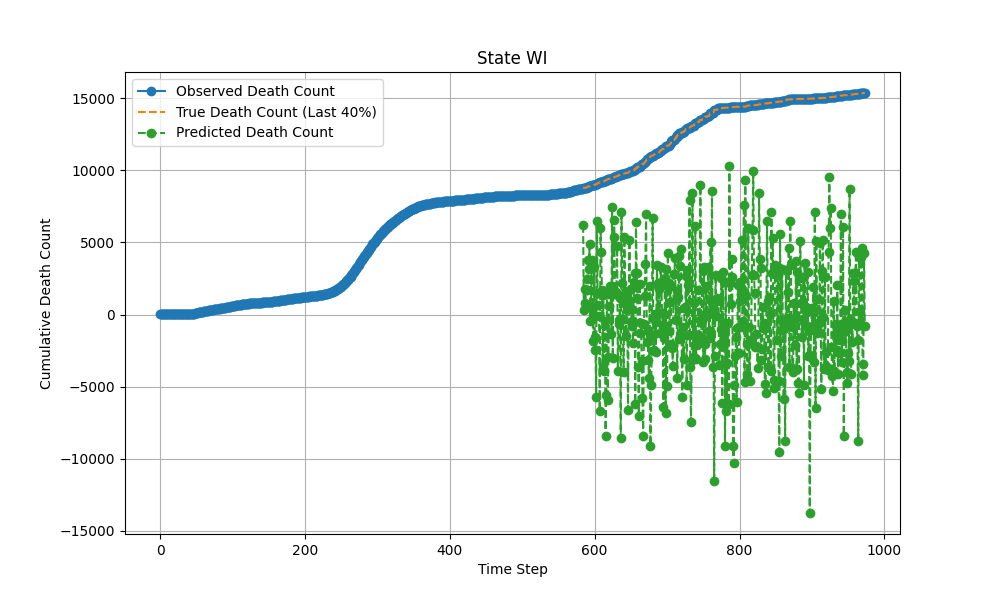 State WI
Observed Death Count
True Death Count (Last 40%)
Predicted Death Count
Cumulative Death Count
15000
10000
5000
0
−5000
−10000
−15000
0
200
400
600
800
1000
Time Step